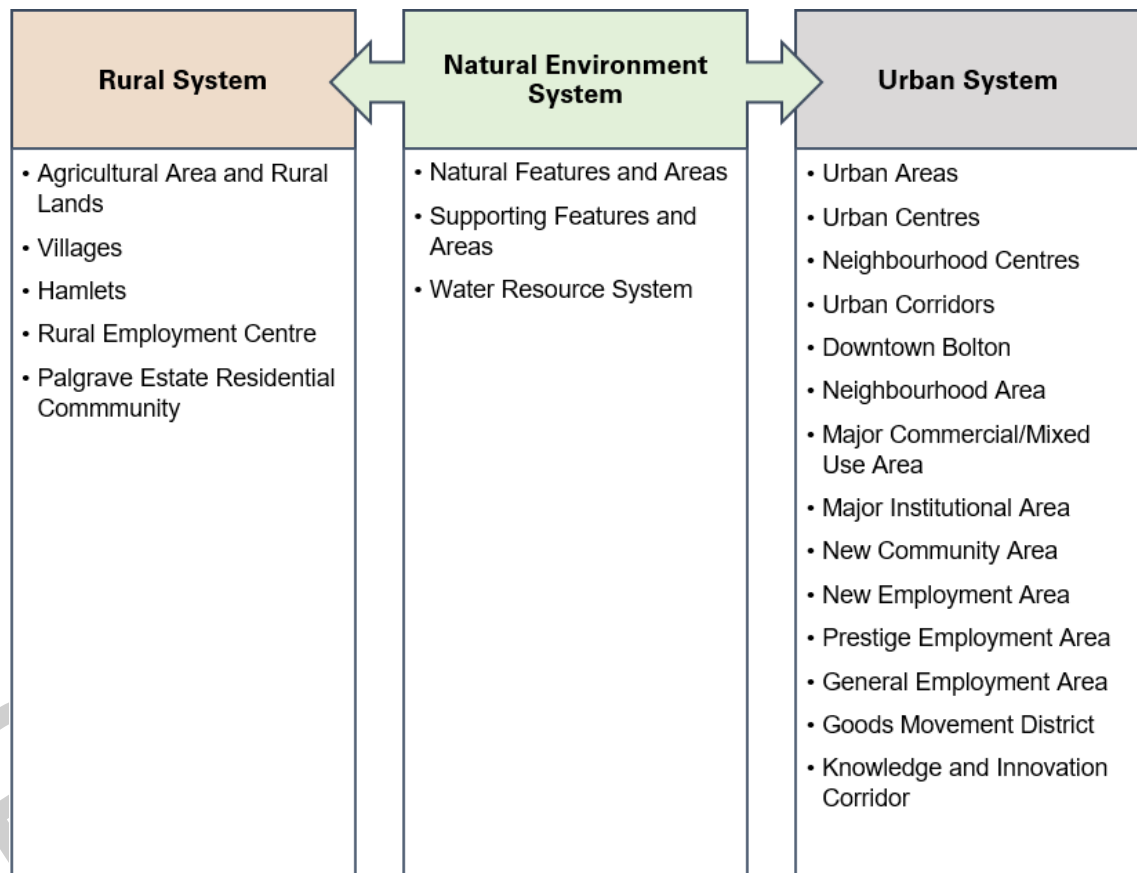 Rural System
• Agricultural Area and Rural
Lands
• Villages
• Hamlets
• Rural Employment Centre
• Palgrave Estate Residential
Commmunity
Natural Environment
System
• Natural Features and Areas
• Supporting Features and
Areas
• Water Resource System
Urban System
• Urban Areas
• Urban Centres
• Neighbourhood Centres
• Urban Corridors
• Downtown Bolton
• Neighbourhood Area
• Major Commercial/Mixed
Use Area
• Major Institutional Area
• New Community Area
• New Employment Area
• Prestige Employment Area
• General Employment Area
• Goods Movement District
• Knowledge and Innovation
Corridor